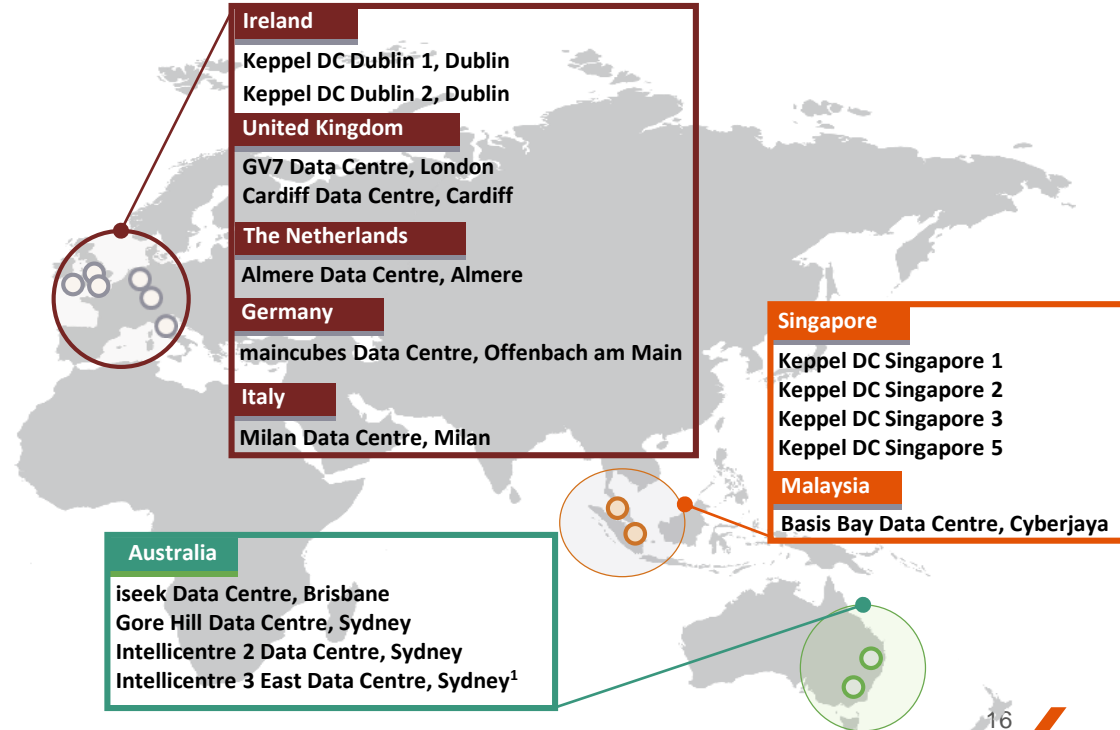 Ireland
Keppel DC Dublin 1, Dublin
Keppel DC Dublin 2, Dublin
United Kingdom
GV7 Data Centre, London
Cardiff Data Centre, Cardiff
The Netherlands
Almere Data Centre, Almere
Germany
maincubes Data Centre, Offenbach am Main
Italy
Milan Data Centre, Milan
Singapore
Keppel DC Singapore 1
Keppel DC Singapore 2
Keppel DC Singapore 3
Keppel DC Singapore 5
Malaysia
Basis Bay Data Centre, Cyberjaya
Australia
iseek Data Centre, Brisbane
Gore Hill Data Centre, Sydney
Intellicentre 2 Data Centre, Sydney
Intellicentre 3 East Data Centre, Sydney¹
16